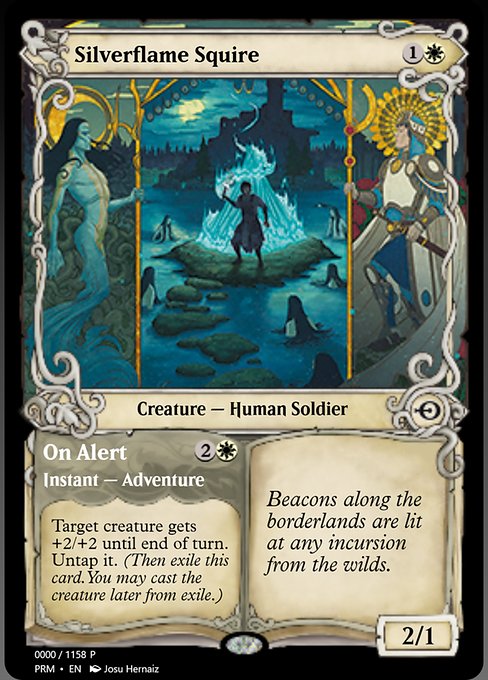 Silverflame Squire 1
Creature — Human Soldier
On Alert 2
Instant — Adventure
Target creature gets
+2/+2 until end of turn.
Untap it. (Then exile this
card. You may cast the
creature later from exile.)
Beacons along the
borderlands are lit
at any incursion
from the wilds.
2/1
0000 / 1158 P
PRM • EN Josu Hernaiz